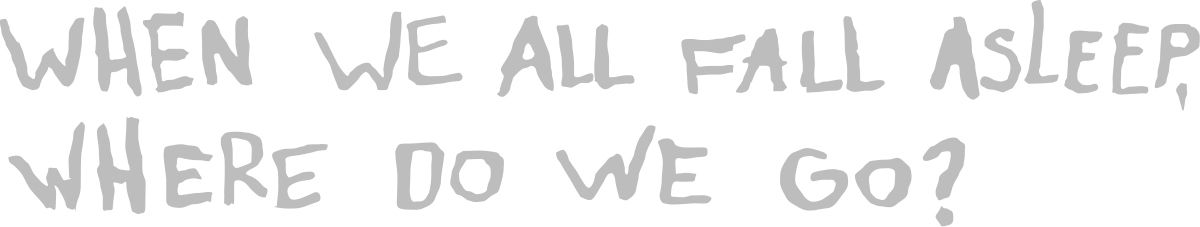 WHEN WE ALL FALL ASLEEP,
WHERE DO WE GO?